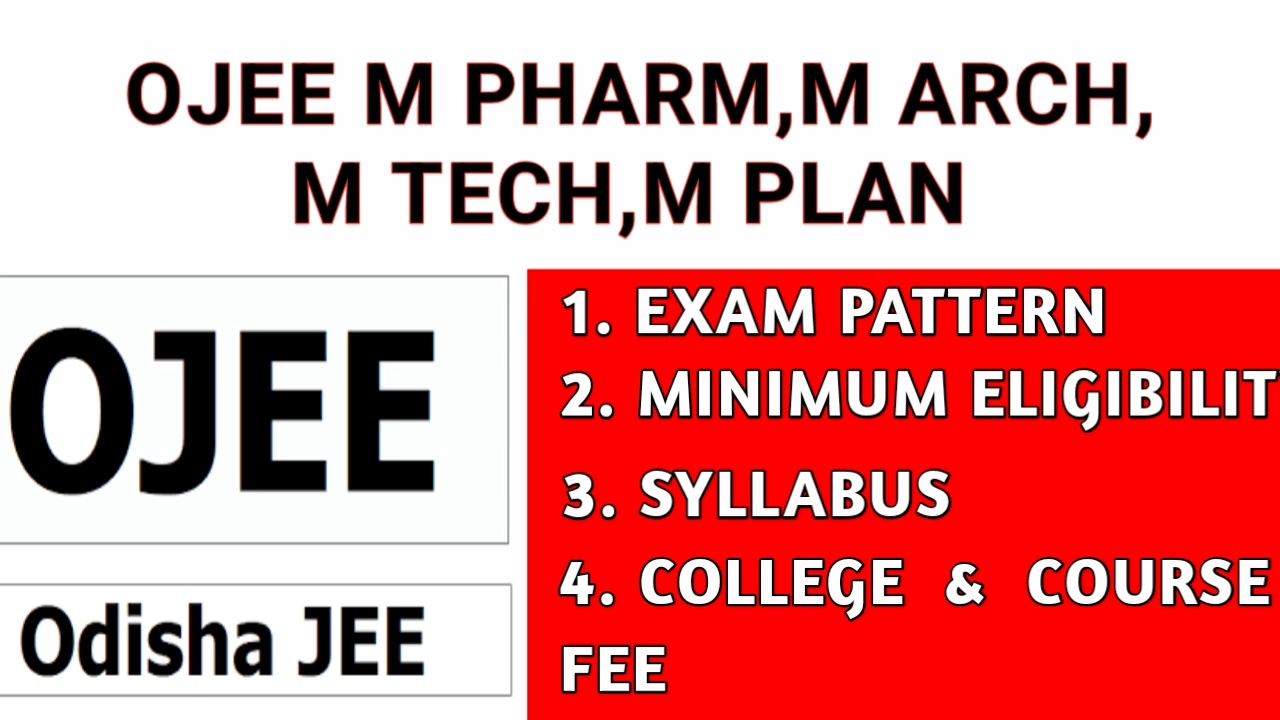 OJEE M PHARM,M ARCH,
M TECH,M PLAN
OJEE
Odisha JEE
1. EXAM PATTERN
2. MINIMUM ELIGIBILIT
3. SYLLABUS
4. COLLEGE & COURSE
FEE